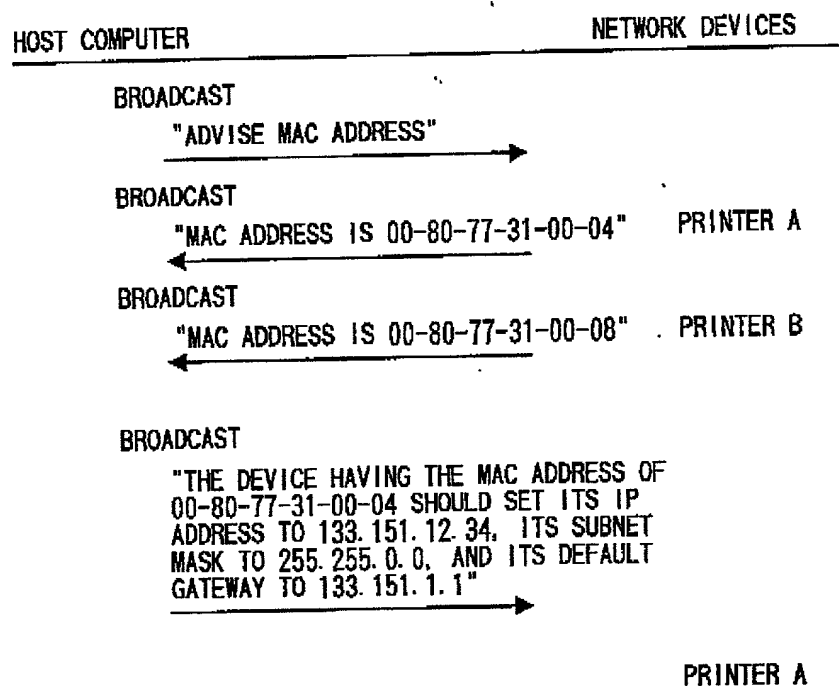 HOST COMPUTER NETWORK DEVICES
BROADCAST
"ADVISE MAC ADDRESS"
BROADCAST
"MAC ADDRESS IS 00-80-77-31-00-04" PRINTER A
BROADCAST
"MAC ADDRESS IS 00-80-77-31-00-08" PRINTER B
BROADCAST
"THE DEVICE HAVING THE MAC ADDRESS OF
00-80-77-31-00-04 SHOULD SET ITS IP
ADDRESS TO 133.151.12.34, ITS SUBNET
MASK TO 255.255.0.0, AND ITS DEFAULT
GATEWAY TO 133.151.1.1"
PRINTER A